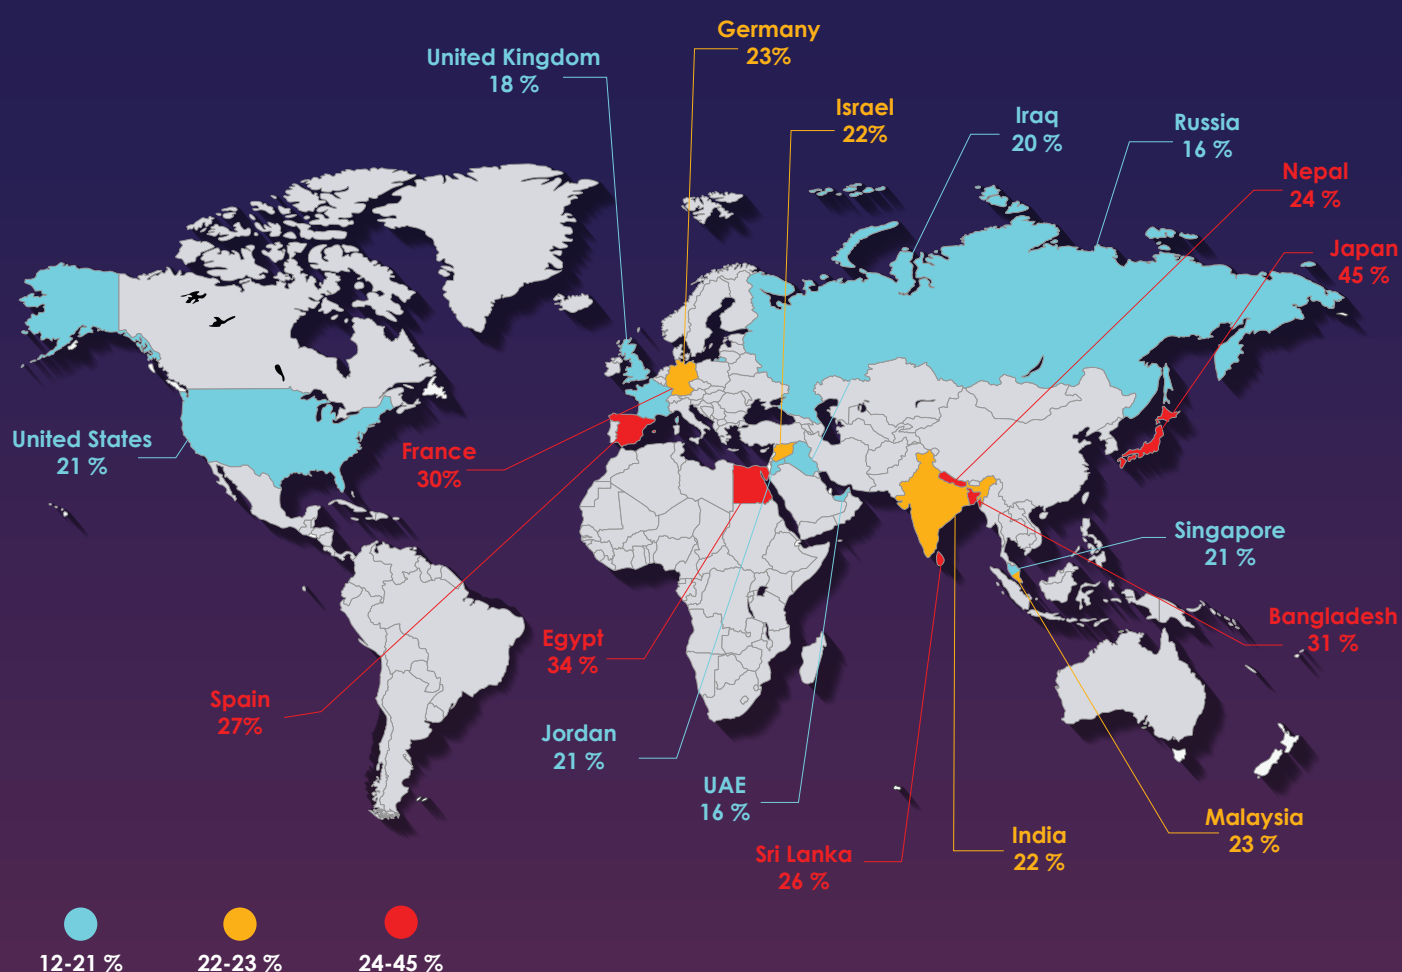 Germany
23%
United Kingdom
18 %
Israel
22%
Iraq
20 %
Russia
16 %
Nepal
24 %
Japan
45 %
United States
21 %
France
30%
Singapore
21 %
Bangladesh
31 %
Egypt
34 %
Spain
27%
Jordan
21 %
UAE
16 %
Malaysia
23 %
India
22 %
Sri Lanka
26 %
12-21 %
22-23 %
24-45 %